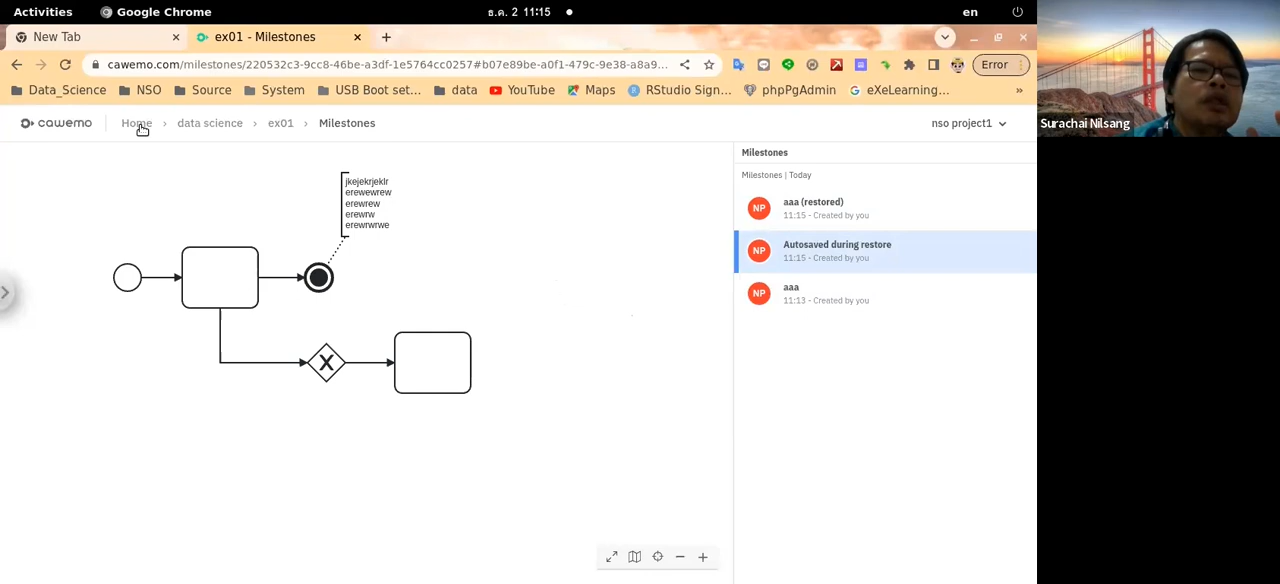 Activities
Google Chrome
ธ.ค. 2 11:15
en
New Tab
ex01 - Milestones
cawemo.com/milestones/220532c3-9cc8-46be-a3df-1e5764cc0257#b07e89be-a0f1-479c-9e38-a8a9...
Error
Data_Science
NSO
Source
System
USB Boot set...
data
YouTube
Maps
RStudio Sign...
phpPgAdmin
eXeLearning...
»
cawemo
Home
data science
ex01
Milestones
nso project1
Surachai Nilsang
jkejekrjeklr
erewewrew
erewrew
erewrw
erewrwrwe
X
Milestones
Milestones | Today
NP
aaa (restored)
11:15 - Created by you
NP
Autosaved during restore
11:15 - Created by you
NP
aaa
11:13 - Created by you